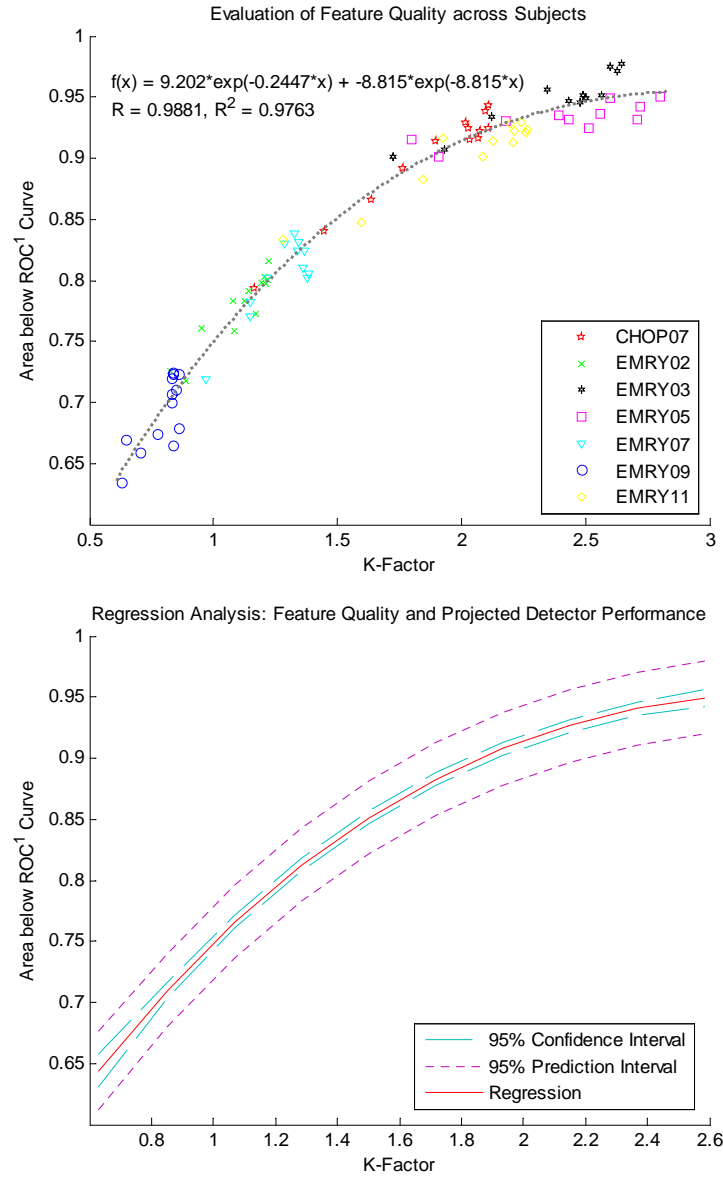 Evaluation of Feature Quality across Subjects
1
f(x) = 9.202*exp(-0.2447*x) + -8.815*exp(-8.815*x)
R = 0.9881, R² = 0.9763
0.95
0.9
0.85
0.8
0.75
0.7
0.65
Area below ROC¹ Curve
CHOP07
EMRY02
EMRY03
EMRY05
EMRY07
EMRY09
EMRY11
0.5 1 1.5 2 2.5 3
K-Factor
Regression Analysis: Feature Quality and Projected Detector Performance
1
0.95
0.9
0.85
0.8
0.75
0.7
0.65
Area below ROC¹ Curve
95% Confidence Interval
95% Prediction Interval
Regression
0.8 1 1.2 1.4 1.6 1.8 2 2.2 2.4 2.6
K-Factor